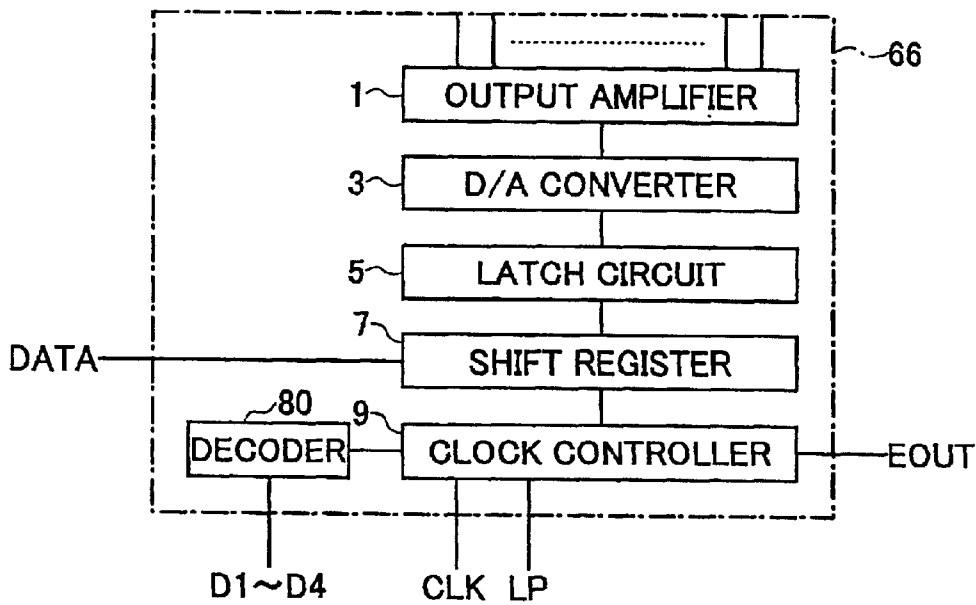 66
1 OUTPUT AMPLIFIER
3 D/A CONVERTER
5 LATCH CIRCUIT
7
DATA SHIFT REGISTER
80 9
DECODER CLOCK CONTROLLER EOUT
D1~D4 CLK LP